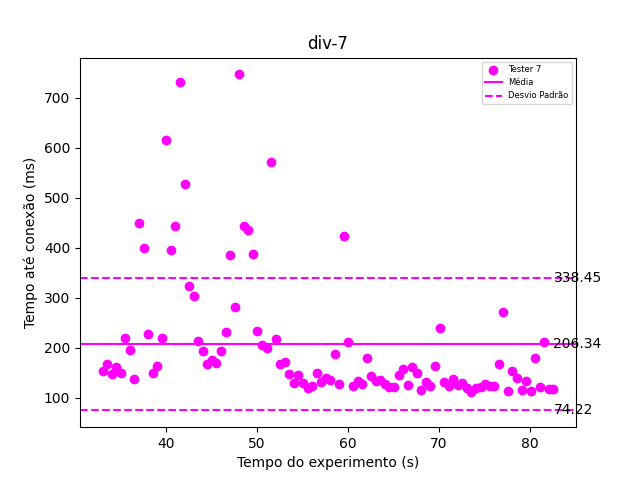 div-7
Tester 7
Média
Desvio Padrão
Tempo até conexão (ms)
700
600
500
400
300
200
100
338.45
206.34
74.22
40 50 60 70 80
Tempo do experimento (s)